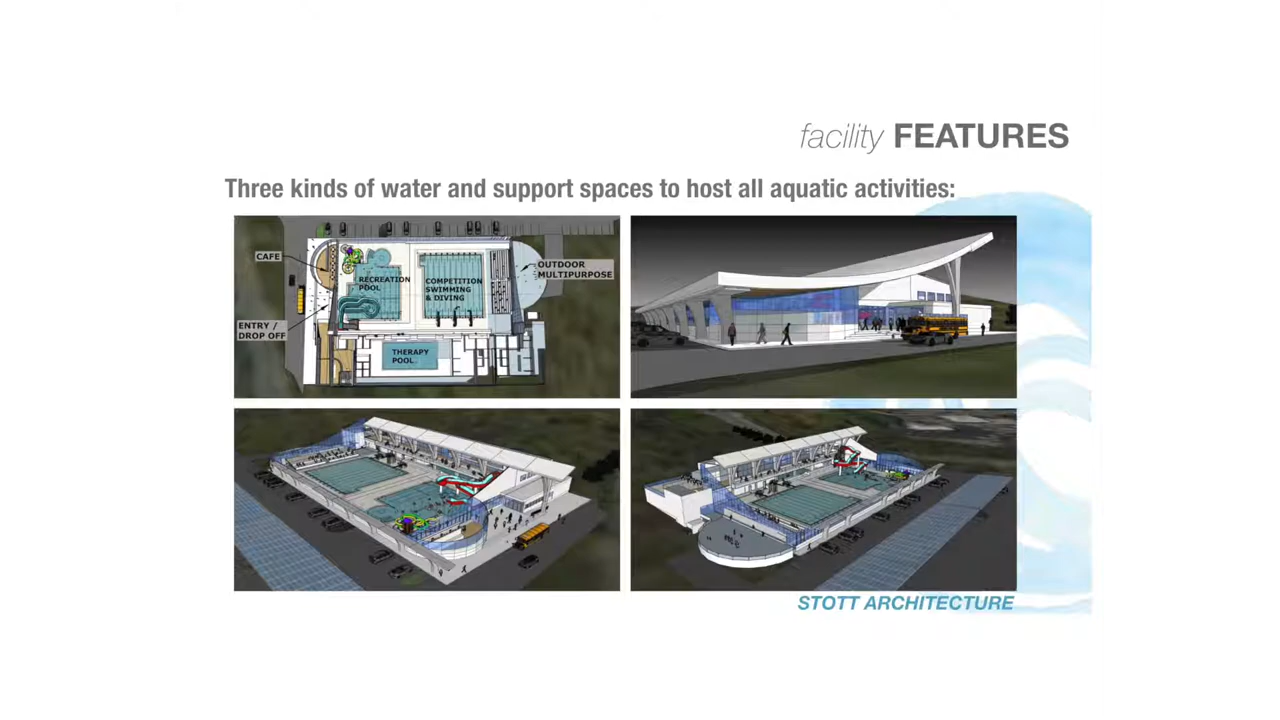 facility FEATURES
Three kinds of water and support spaces to host all aquatic activities:
CAFE
RECREATION
POOL
COMPETITION
SWIMMING
& DIVING
OUTDOOR
MULTIPURPOSE
ENTRY /
DROP OFF
THERAPY
POOL
STOTT ARCHITECTURE